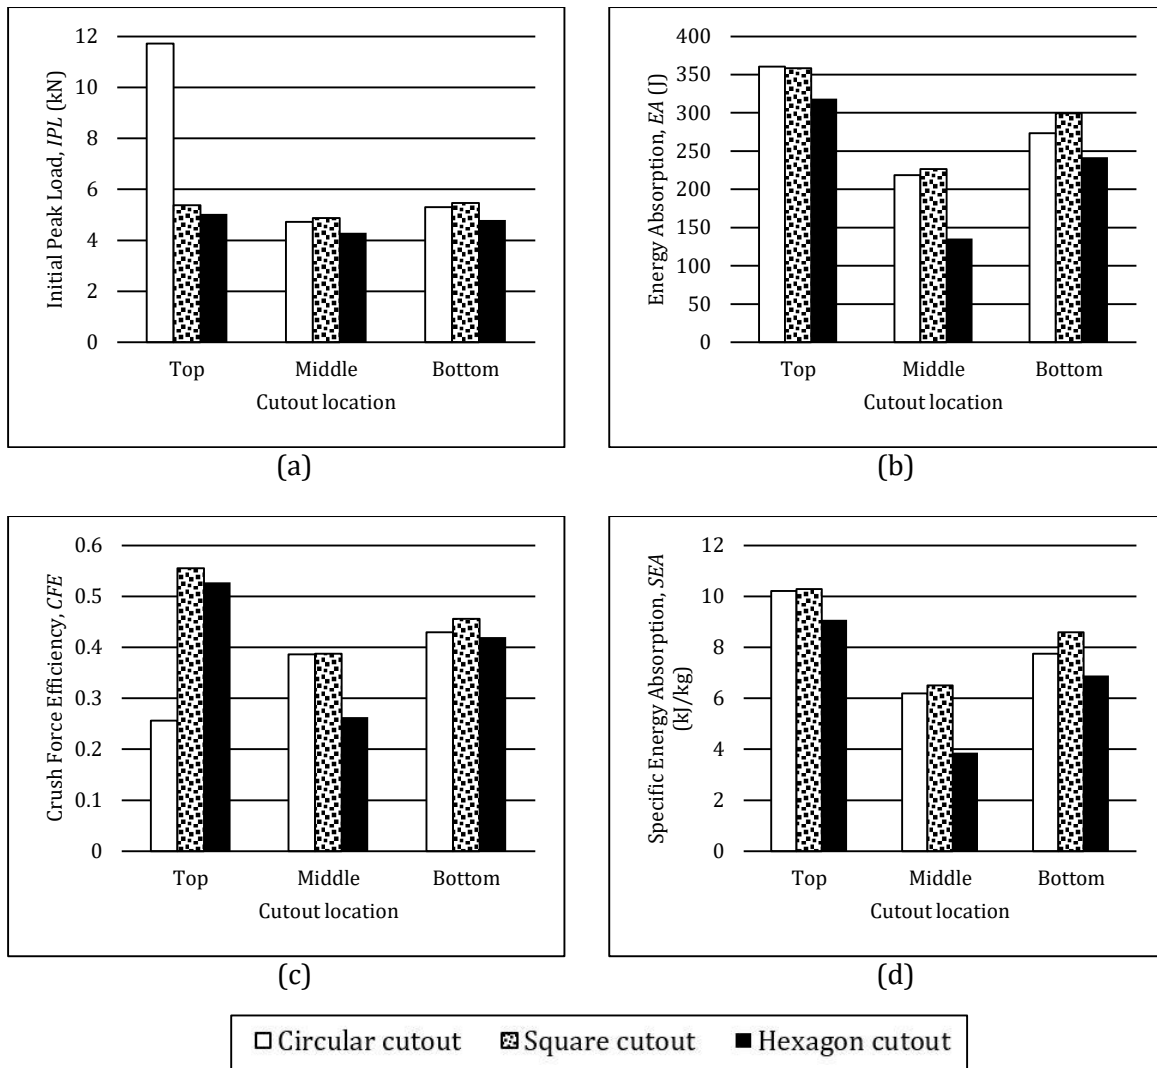 Initial Peak Load, IPL (kN)
12
10
8
6
4
2
0
Top Middle Bottom
Cutout location
(a)
Energy Absorption, EA (J)
400
350
300
250
200
150
100
50
0
Top Middle Bottom
Cutout location
(b)
Crush Force Efficiency, CFE
0.6
0.5
0.4
0.3
0.2
0.1
0
Top Middle Bottom
Cutout location
(c)
Specific Energy Absorption, SEA
(kJ/kg)
12
10
8
6
4
2
0
Top Middle Bottom
Cutout location
(d)
Circular cutout Square cutout Hexagon cutout